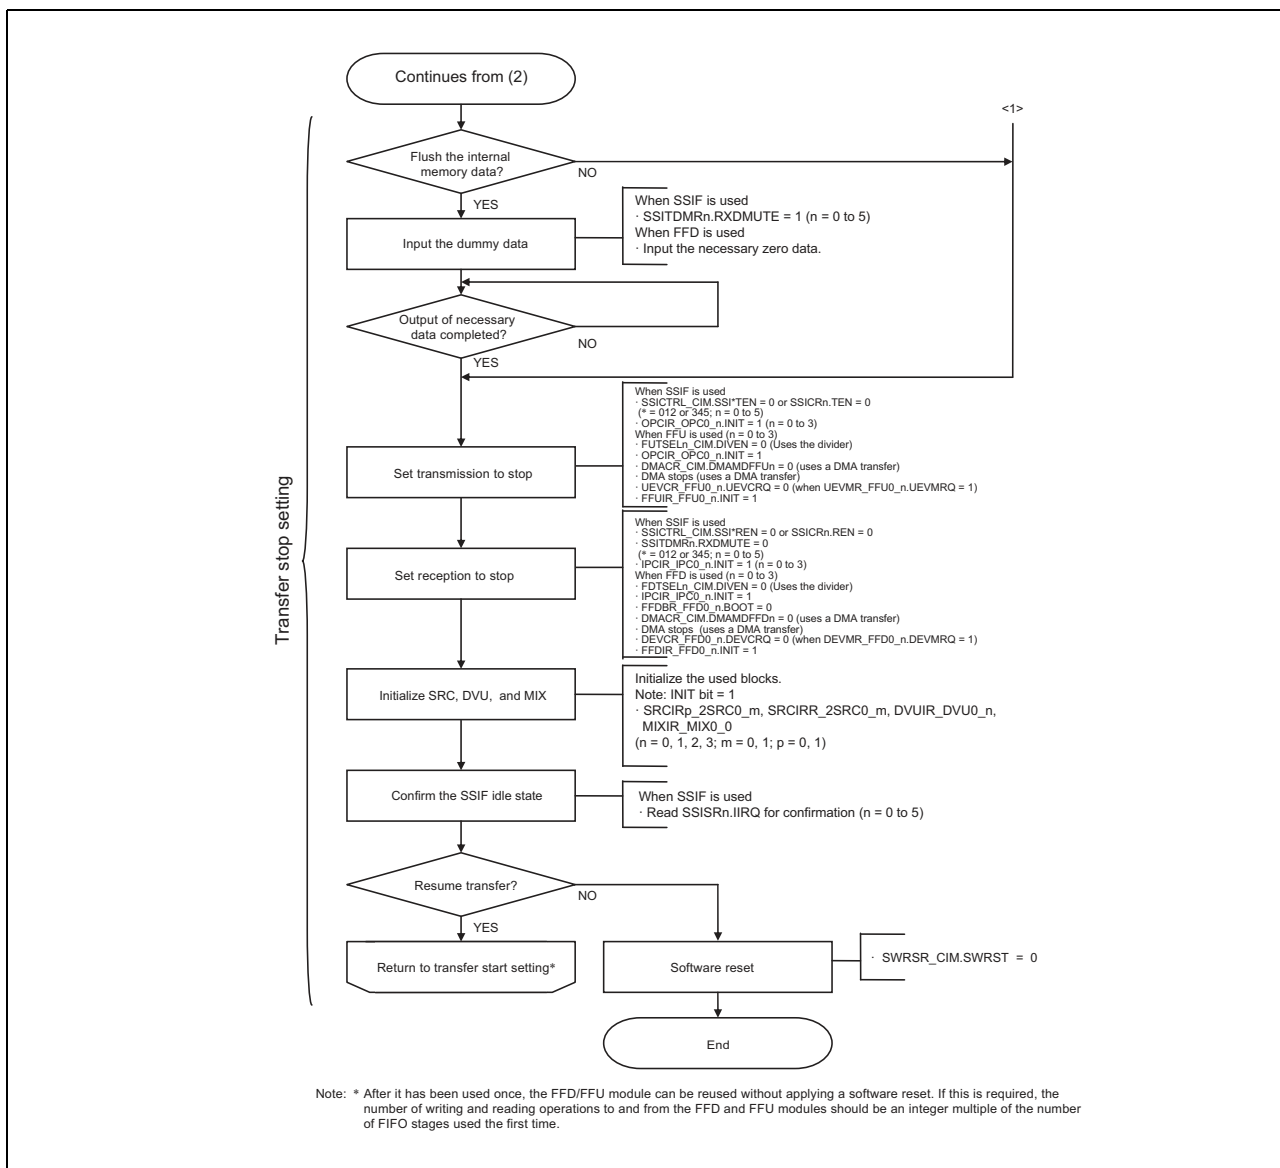 Continues from (2)
<1>
Flush the internal
memory data?
NO
YES
When SSIF is used
· SSITDMRn.RXDMUTE = 1 (n = 0 to 5)
When FFD is used
· Input the necessary zero data.
Input the dummy data
Output of necessary
data completed?
NO
YES
When SSIF is used
· SSICTRL_CIM.SSI*TEN = 0 or SSICRn.TEN = 0
(* = 012 or 345; n = 0 to 5)
· OPCIR_OPC0_n.INIT = 1 (n = 0 to 3)
When FFU is used (n = 0 to 3)
· FUTSELn_CIM.DIVEN = 0 (Uses the divider)
· OPCIR_OPC0_n.INIT = 1
· DMACR_CIM.DMAMDFFUn = 0 (uses a DMA transfer)
· DMA stops (uses a DMA transfer)
· UEVCR_FFU0_n.UEVCRQ = 0 (when UEVMR_FFU0_n.UEVMRQ = 1)
· FFUIR_FFU0_n.INIT = 1
Set transmission to stop
Transfer stop setting
When SSIF is used
· SSICTRL_CIM.SSI*REN = 0 or SSICRn.REN = 0
· SSITDMRn.RXDMUTE = 0
(* = 012 or 345; n = 0 to 5)
· IPCIR_IPC0_n.INIT = 1 (n = 0 to 3)
When FFD is used (n = 0 to 3)
· FDTSELn_CIM.DIVEN = 0 (Uses the divider)
· IPCIR_IPC0_n.INIT = 1
· FFDBR_FFD0_n.BOOT = 0
· DMACR_CIM.DMAMDFFDn = 0 (uses a DMA transfer)
· DMA stops (uses a DMA transfer)
· DEVCR_FFD0_n.DEVCRQ = 0 (when DEVMR_FFD0_n.DEVMRQ = 1)
· FFDIR_FFD0_n.INIT = 1
Set reception to stop
Initialize SRC, DVU, and MIX
Initialize the used blocks.
Note: INIT bit = 1
· SRCIRp_2SRC0_m, SRCIRR_2SRC0_m, DVUIR_DVU0_n,
MIXIR_MIX0_0
(n = 0, 1, 2, 3; m = 0, 1; p = 0, 1)
Confirm the SSIF idle state
When SSIF is used
· Read SSISRn.IIRQ for confirmation (n = 0 to 5)
Resume transfer?
NO
YES
Return to transfer start setting*
Software reset
· SWRSR_CIM.SWRST = 0
End
Note: * After it has been used once, the FFD/FFU module can be reused without applying a software reset. If this is required, the
number of writing and reading operations to and from the FFD and FFU modules should be an integer multiple of the number
of FIFO stages used the first time.